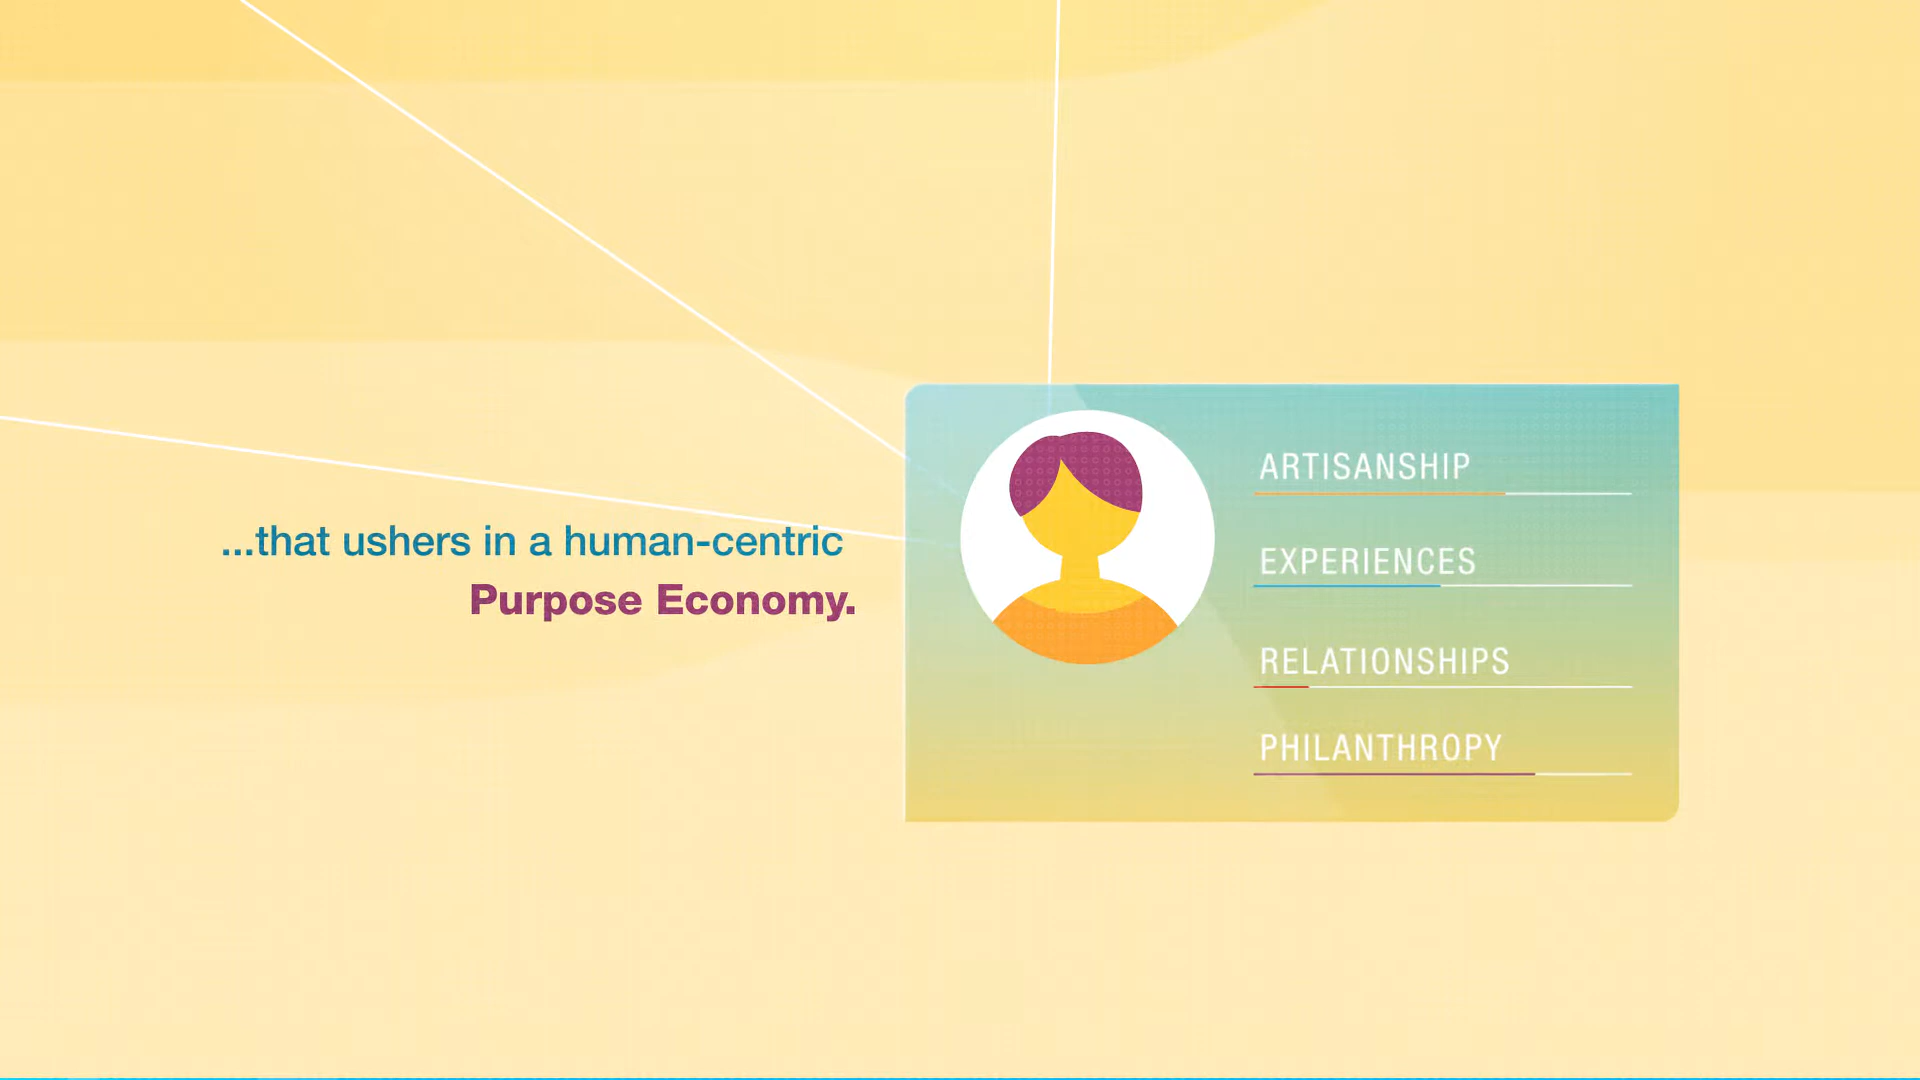 ...that ushers in a human-centric
Purpose Economy.
ARTISANSHIP
EXPERIENCES
RELATIONSHIPS
PHILANTHROPY